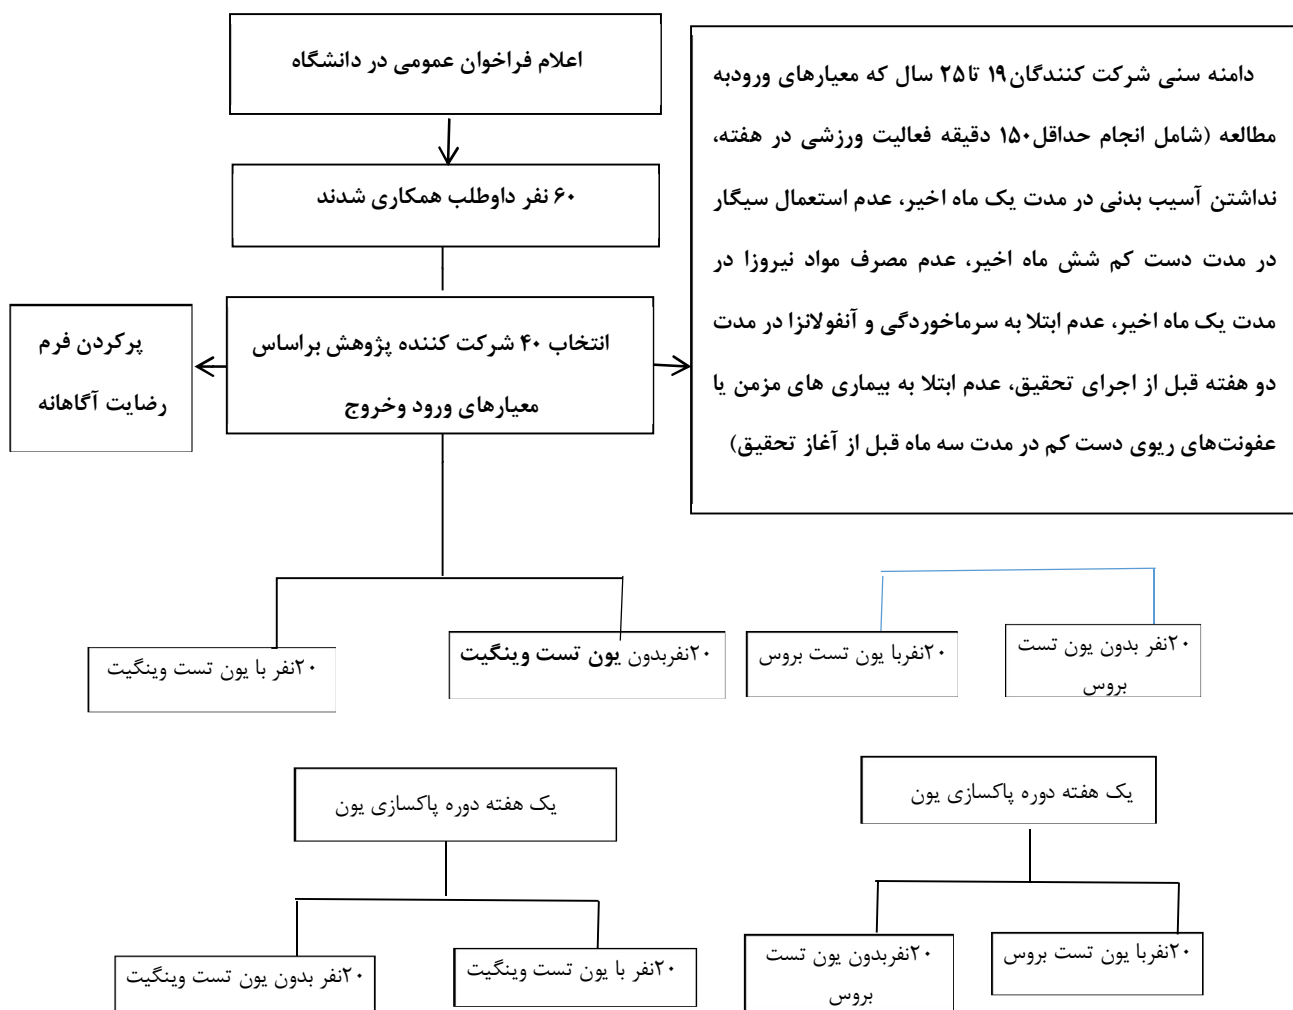 اعلام فراخوان عمومی در دانشگاه
۶۰ نفر داوطلب همکاری شدند
انتخاب ۴۰ شرکت کننده پژوهش براساس
معیارهای ورود وخروج
دامنه سنی شرکت کنندگان۱۹ تا۲۵ سال که معیارهای ورودبه
مطالعه (شامل انجام حداقل۱۵۰ دقیقه فعالیت ورزشی در هفته،
نداشتن آسیب بدنی در مدت یک ماه اخیر، عدم استعمال سیگار
در مدت دست کم شش ماه اخیر، عدم مصرف مواد نیروزا در
مدت یک ماه اخیر، عدم ابتلا به سرماخوردگی و آنفولانزا در مدت
دو هفته قبل از اجرای تحقیق، عدم ابتلا به بیماری های مزمن یا
عفونت‌های ریوی دست کم در مدت سه ماه قبل از آغاز تحقیق)
پرکردن فرم
رضایت آگاهانه
۲۰نفر بدون یون تست
بروس
۲۰نفربا یون تست بروس
۲۰نفربدون یون تست وینگیت
۲۰نفر با یون تست وینگیت
یک هفته دوره پاکسازی یون
یک هفته دوره پاکسازی یون
۲۰نفربا یون تست بروس
۲۰نفربدون یون تست
بروس
۲۰نفر با یون تست وینگیت
۲۰نفر بدون یون تست وینگیت